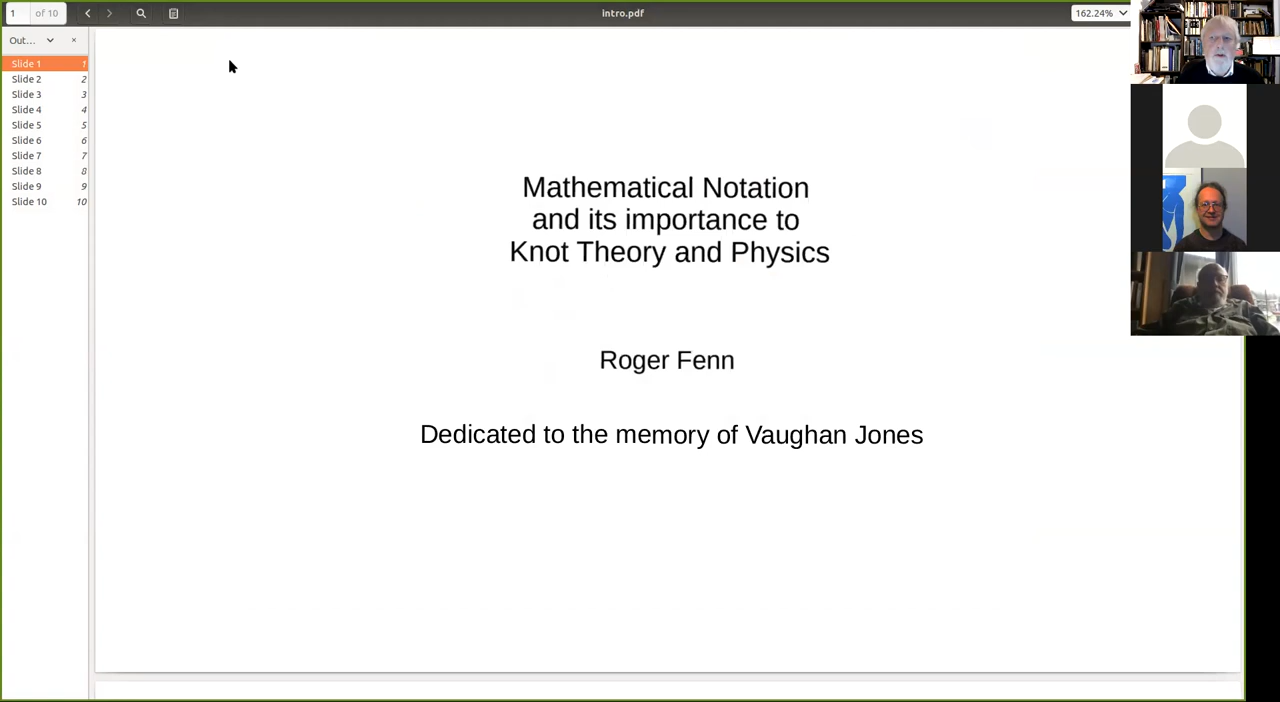 1 of 10
Intro.pdf
162.24%
Out...
Slide 1 1
Slide 2 2
Slide 3 3
Slide 4 4
Slide 5 5
Slide 6 6
Slide 7 7
Slide 8 8
Slide 9 9
Slide 10 10
Mathematical Notation
and its importance to
Knot Theory and Physics
Roger Fenn
Dedicated to the memory of Vaughan Jones